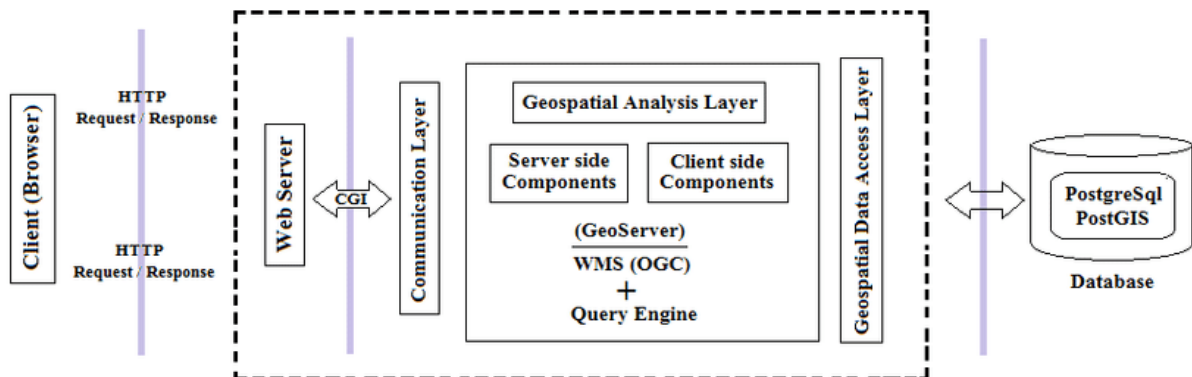 Client (Browser)
HTTP
Request / Response
HTTP
Request / Response
Web Server
CGI
Communication Layer
Geospatial Analysis Layer
Server side
Components
Client side
Components
(GeoServer)
WMS (OGC)
+
Query Engine
Geospatial Data Access Layer
PostgreSql
PostGIS
Database